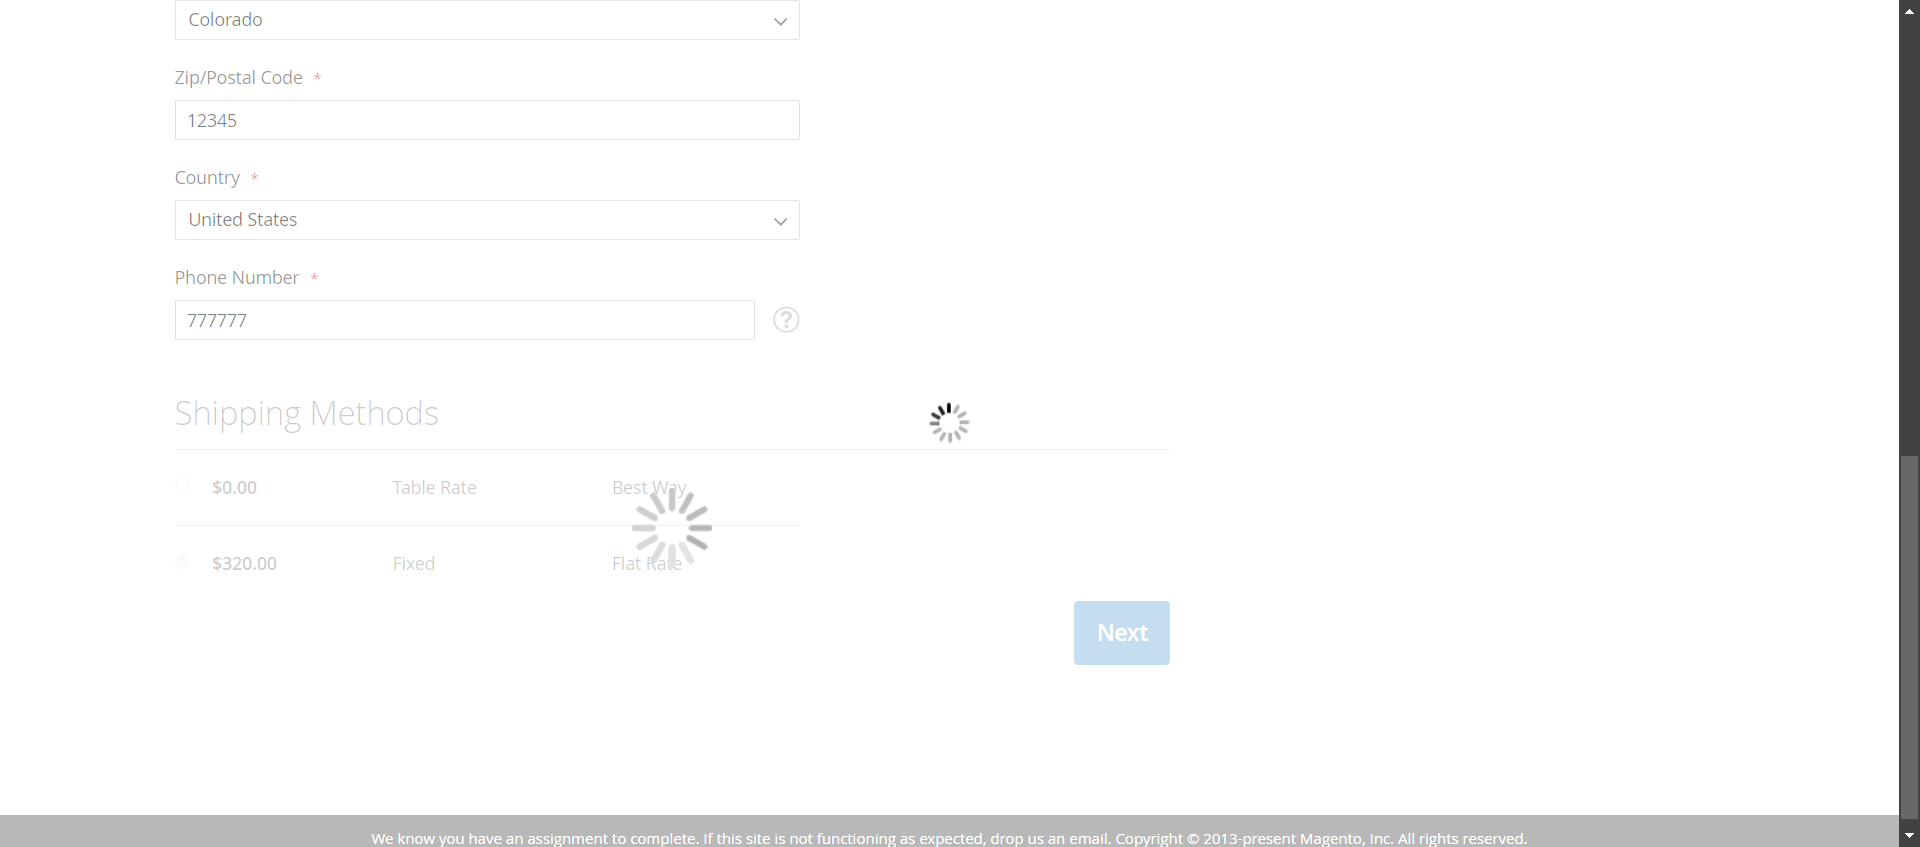 Colorado
Zip/Postal Code *
12345
Country *
United States
Phone Number *
777777
?
Shipping Methods
$0.00 Table Rate Best Way
$320.00 Fixed Flat Rate
Next
We know you have an assignment to complete. If this site is not functioning as expected, drop us an email. Copyright © 2013-present Magento, Inc. All rights reserved.